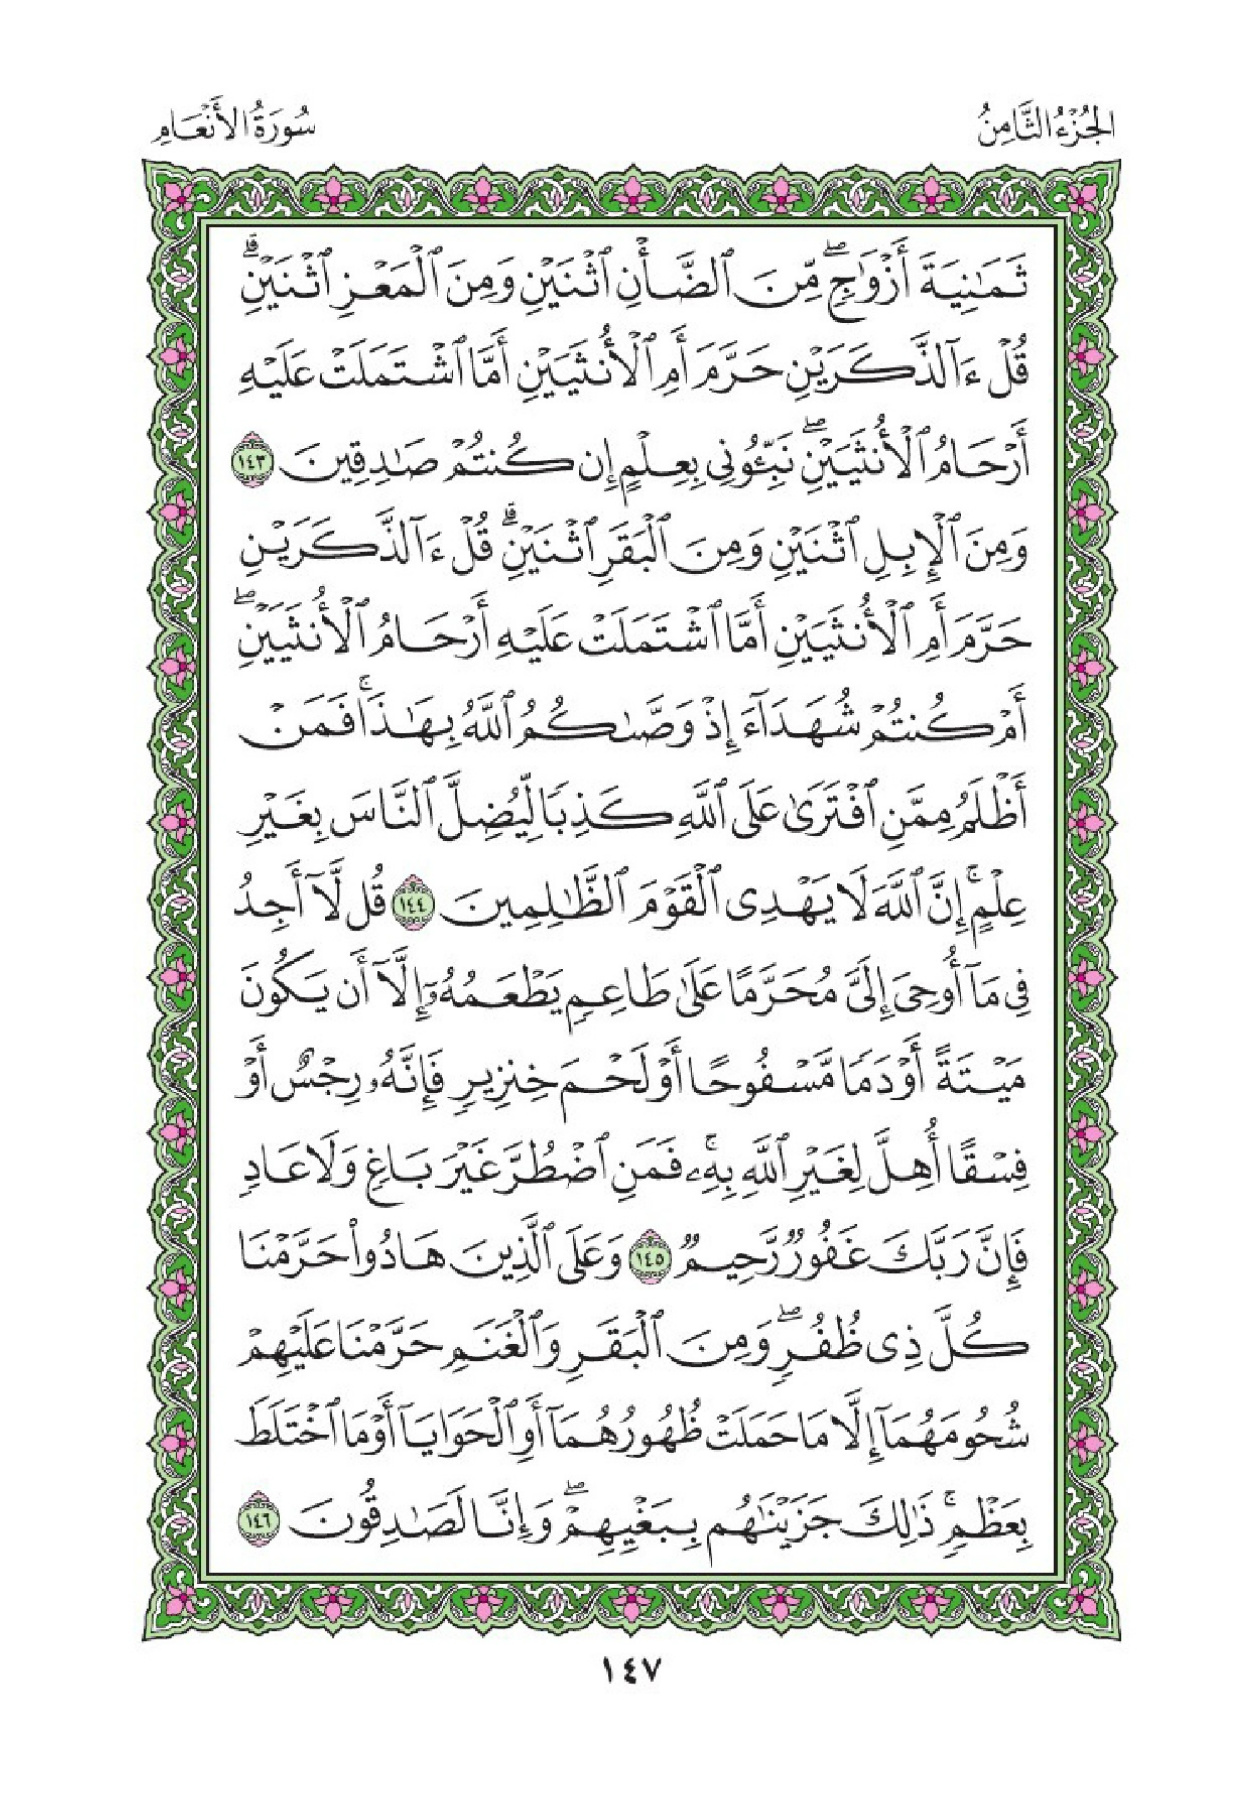 الجُزْءُ الثَّامِنُ
سُورَةُ الأَنْعَامِ
ثَمَٰنِيَةَ أَزْوَٰجٍۖ مِّنَ ٱلضَّأْنِ ٱثْنَيْنِ وَمِنَ ٱلْمَعْزِ ٱثْنَيْنِۗ
قُلْ ءَآلذَّكَرَيْنِ حَرَّمَ أَمِ ٱلْأُنثَيَيْنِ أَمَّا ٱشْتَمَلَتْ عَلَيْهِ
أَرْحَامُ ٱلْأُنثَيَيْنِۖ نَبِّـُٔونِى بِعِلْمٍ إِن كُنتُمْ صَٰدِقِينَ ١٤٣
وَمِنَ ٱلْإِبِلِ ٱثْنَيْنِ وَمِنَ ٱلْبَقَرِ ٱثْنَيْنِۗ قُلْ ءَآلذَّكَرَيْنِ
حَرَّمَ أَمِ ٱلْأُنثَيَيْنِ أَمَّا ٱشْتَمَلَتْ عَلَيْهِ أَرْحَامُ ٱلْأُنثَيَيْنِۖ
أَمْ كُنتُمْ شُهَدَآءَ إِذْ وَصَّىٰكُمُ ٱللَّهُ بِهَٰذَاۚ فَمَنْ
أَظْلَمُ مِمَّنِ ٱفْتَرَىٰ عَلَى ٱللَّهِ كَذِبًا لِّيُضِلَّ ٱلنَّاسَ بِغَيْرِ
عِلْمٍۚ إِنَّ ٱللَّهَ لَا يَهْدِى ٱلْقَوْمَ ٱلظَّٰلِمِينَ ١٤٤ قُل لَّآ أَجِدُ
فِى مَآ أُوحِىَ إِلَىَّ مُحَرَّمًا عَلَىٰ طَاعِمٍ يَطْعَمُهُۥٓ إِلَّآ أَن يَكُونَ
مَيْتَةً أَوْ دَمًا مَّسْفُوحًا أَوْ لَحْمَ خِنزِيرٍ فَإِنَّهُۥ رِجْسٌ أَوْ
فِسْقًا أُهِلَّ لِغَيْرِ ٱللَّهِ بِهِۦۚ فَمَنِ ٱضْطُرَّ غَيْرَ بَاغٍ وَلَا عَادٍ
فَإِنَّ رَبَّكَ غَفُورٌ رَّحِيمٌ ١٤٥ وَعَلَى ٱلَّذِينَ هَادُوا۟ حَرَّمْنَا
كُلَّ ذِى ظُفُرٍۖ وَمِنَ ٱلْبَقَرِ وَٱلْغَنَمِ حَرَّمْنَا عَلَيْهِمْ
شُحُومَهُمَآ إِلَّا مَا حَمَلَتْ ظُهُورُهُمَآ أَوِ ٱلْحَوَايَآ أَوْ مَا ٱخْتَلَطَ
بِعَظْمٍۚ ذَٰلِكَ جَزَيْنَٰهُم بِبَغْيِهِمْۖ وَإِنَّا لَصَٰدِقُونَ ١٤٦
١٤٧